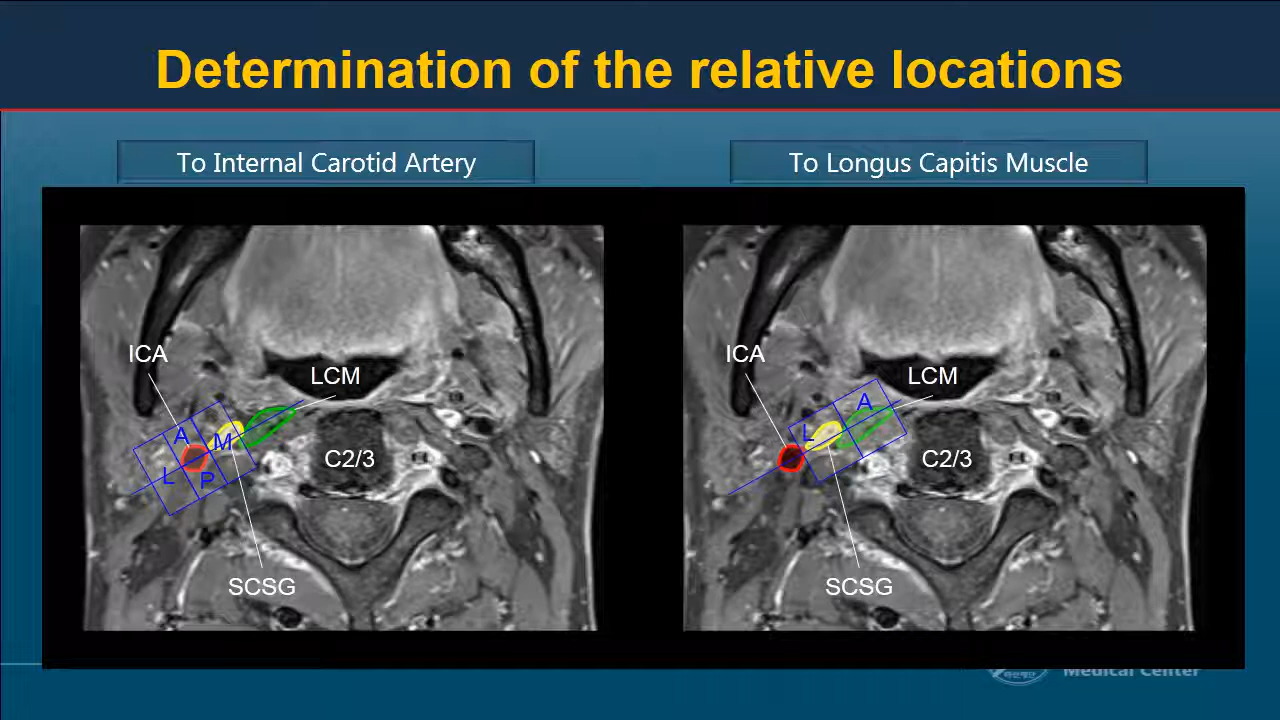 Determination of the relative locations
To Internal Carotid Artery
To Longus Capitis Muscle
ICA
LCM
A
M
L
P
C2/3
SCSG
ICA
LCM
A
L
C2/3
SCSG
Medical Center